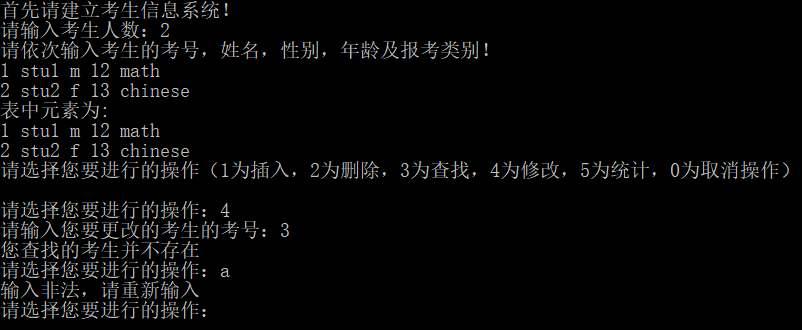 首先请建立考生信息系统!
请输入考生人数: 2
请依次输入考生的考号, 姓名, 性别, 年龄及报考类别!
1 stu1 m 12 math
2 stu2 f 13 chinese
表中元素为:
1 stu1 m 12 math
2 stu2 f 13 chinese
请选择您要进行的操作（1为插入, 2为删除, 3为查找, 4为修改, 5为统计, 0为取消操作）
请选择您要进行的操作: 4
请输入您要更改的考生的考号: 3
您查找的考生并不存在
请选择您要进行的操作: a
输入非法, 请重新输入
请选择您要进行的操作: